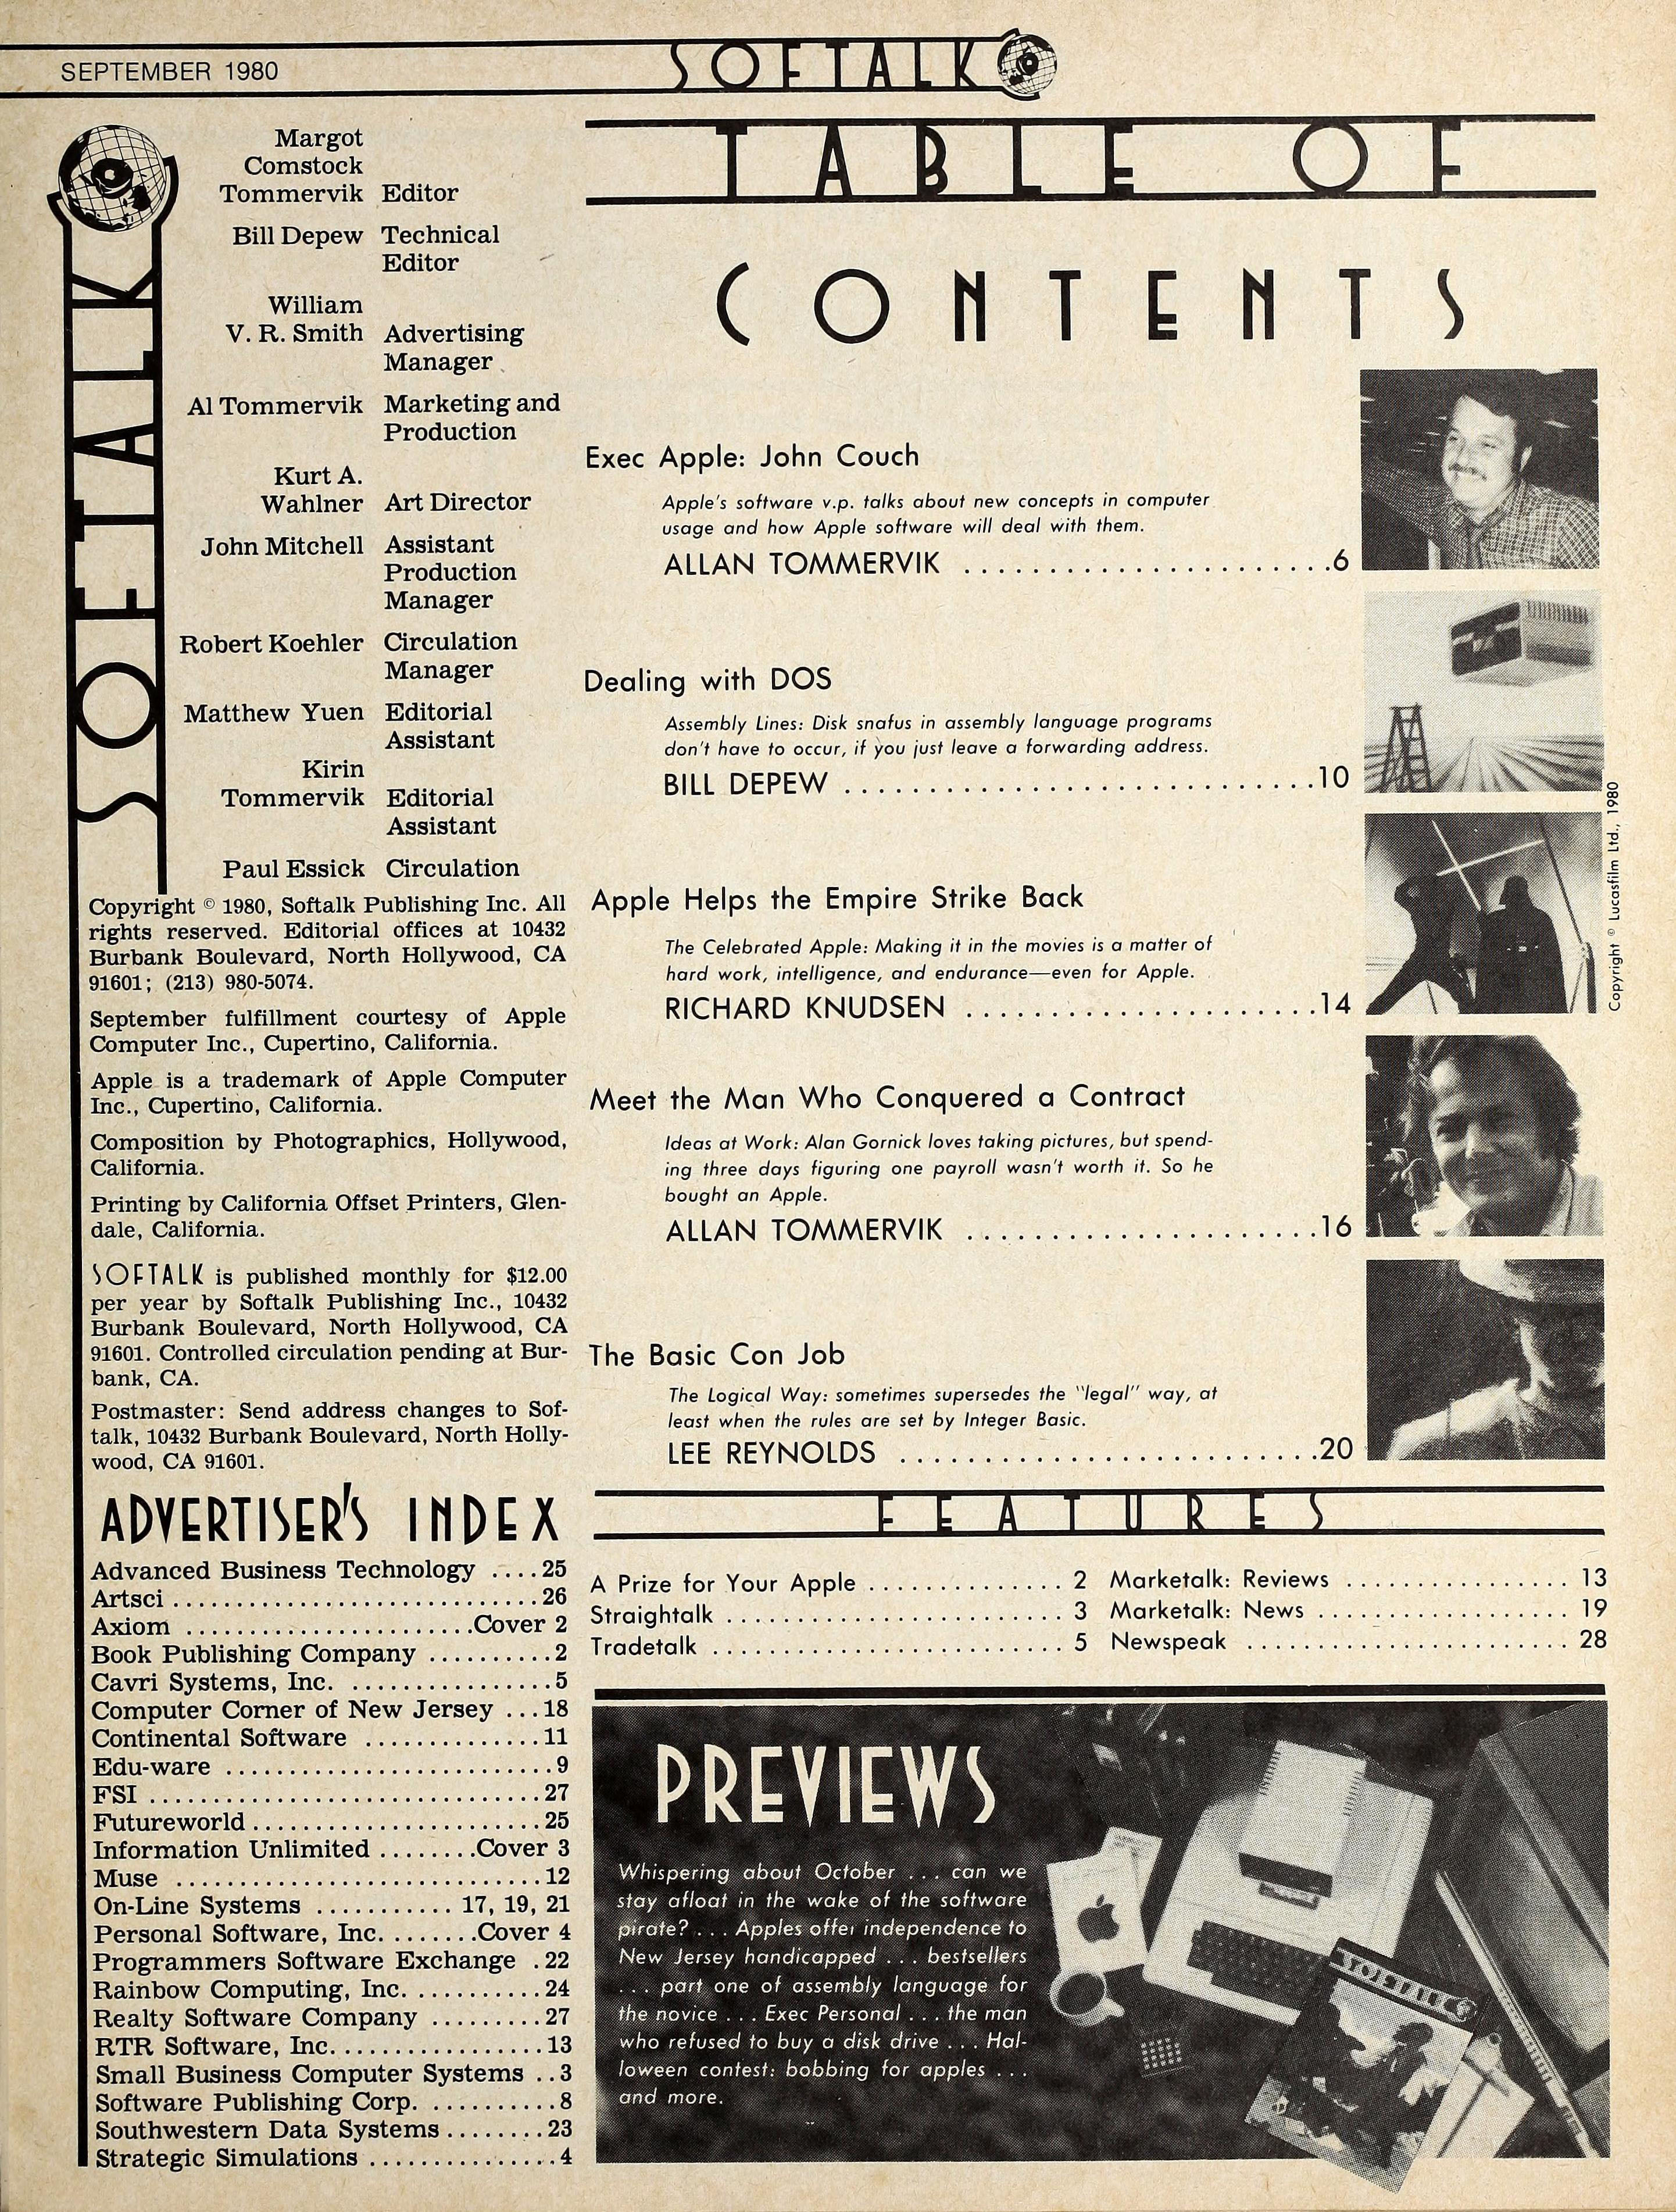 SEPTEMBER 1980
SOFTALK
SOFTALK
Margot
Comstock
Tommervik Editor
Bill Depew Technical
Editor
William
V. R. Smith Advertising
Manager
Al Tommervik Marketing and
Production
Kurt A.
Wahlner Art Director
John Mitchell Assistant
Production
Manager
Robert Koehler Circulation
Manager
Matthew Yuen Editorial
Assistant
Kirin
Tommervik Editorial
Assistant
Paul Essick Circulation
Copyright © 1980, Softalk Publishing Inc. All
rights reserved. Editorial offices at 10432
Burbank Boulevard, North Hollywood, CA
91601; (213) 980-5074.
September fulfillment courtesy of Apple
Computer Inc., Cupertino, California.
Apple is a trademark of Apple Computer
Inc., Cupertino, California.
Composition by Photographics, Hollywood,
California.
Printing by California Offset Printers, Glen-
dale, California.
SOFTALK is published monthly for $12.00
per year by Softalk Publishing Inc., 10432
Burbank Boulevard, North Hollywood, CA
91601. Controlled circulation pending at Bur-
bank, CA.
Postmaster: Send address changes to Sof-
talk, 10432 Burbank Boulevard, North Holly-
wood, CA 91601.
ADVERTISER'S INDEX
Advanced Business Technology ....25
Artsci .............................26
Axiom .......................Cover 2
Book Publishing Company ..........2
Cavri Systems, Inc. ................5
Computer Corner of New Jersey ...18
Continental Software ..............11
Edu-ware ..........................9
FSI ...............................27
Futureworld .......................25
Information Unlimited ........Cover 3
Muse .............................12
On-Line Systems ........... 17, 19, 21
Personal Software, Inc. ........Cover 4
Programmers Software Exchange .22
Rainbow Computing, Inc. ..........24
Realty Software Company .........27
RTR Software, Inc. .................13
Small Business Computer Systems ..3
Software Publishing Corp. ..........8
Southwestern Data Systems ........23
Strategic Simulations ...............4
TABLE OF
CONTENTS
Exec Apple: John Couch
Apple's software v.p. talks about new concepts in computer
usage and how Apple software will deal with them.
ALLAN TOMMERVIK ......................6
Dealing with DOS
Assembly Lines: Disk snafus in assembly language programs
don't have to occur, if you just leave a forwarding address.
BILL DEPEW ............................10
Apple Helps the Empire Strike Back
The Celebrated Apple: Making it in the movies is a matter of
hard work, intelligence, and endurance—even for Apple.
RICHARD KNUDSEN .....................14
Copyright © Lucasfilm Ltd., 1980
Meet the Man Who Conquered a Contract
Ideas at Work: Alan Gornick loves taking pictures, but spend-
ing three days figuring one payroll wasn't worth it. So he
bought an Apple.
ALLAN TOMMERVIK .....................16
The Basic Con Job
The Logical Way: sometimes supersedes the "legal" way, at
least when the rules are set by Integer Basic.
LEE REYNOLDS .........................20
FEATURES
A Prize for Your Apple .............. 2
Straightalk ........................ 3
Tradetalk ......................... 5
Marketalk: Reviews ................ 13
Marketalk: News .................. 19
Newspeak ........................ 28
PREVIEWS
Whispering about October . . . can we
stay afloat in the wake of the software
pirate? . . . Apples offer independence to
New Jersey handicapped . . . bestsellers
. . . part one of assembly language for
the novice . . . Exec Personal . . . the man
who refused to buy a disk drive . . . Hal-
loween contest: bobbing for apples . . .
and more.
SOFTALK